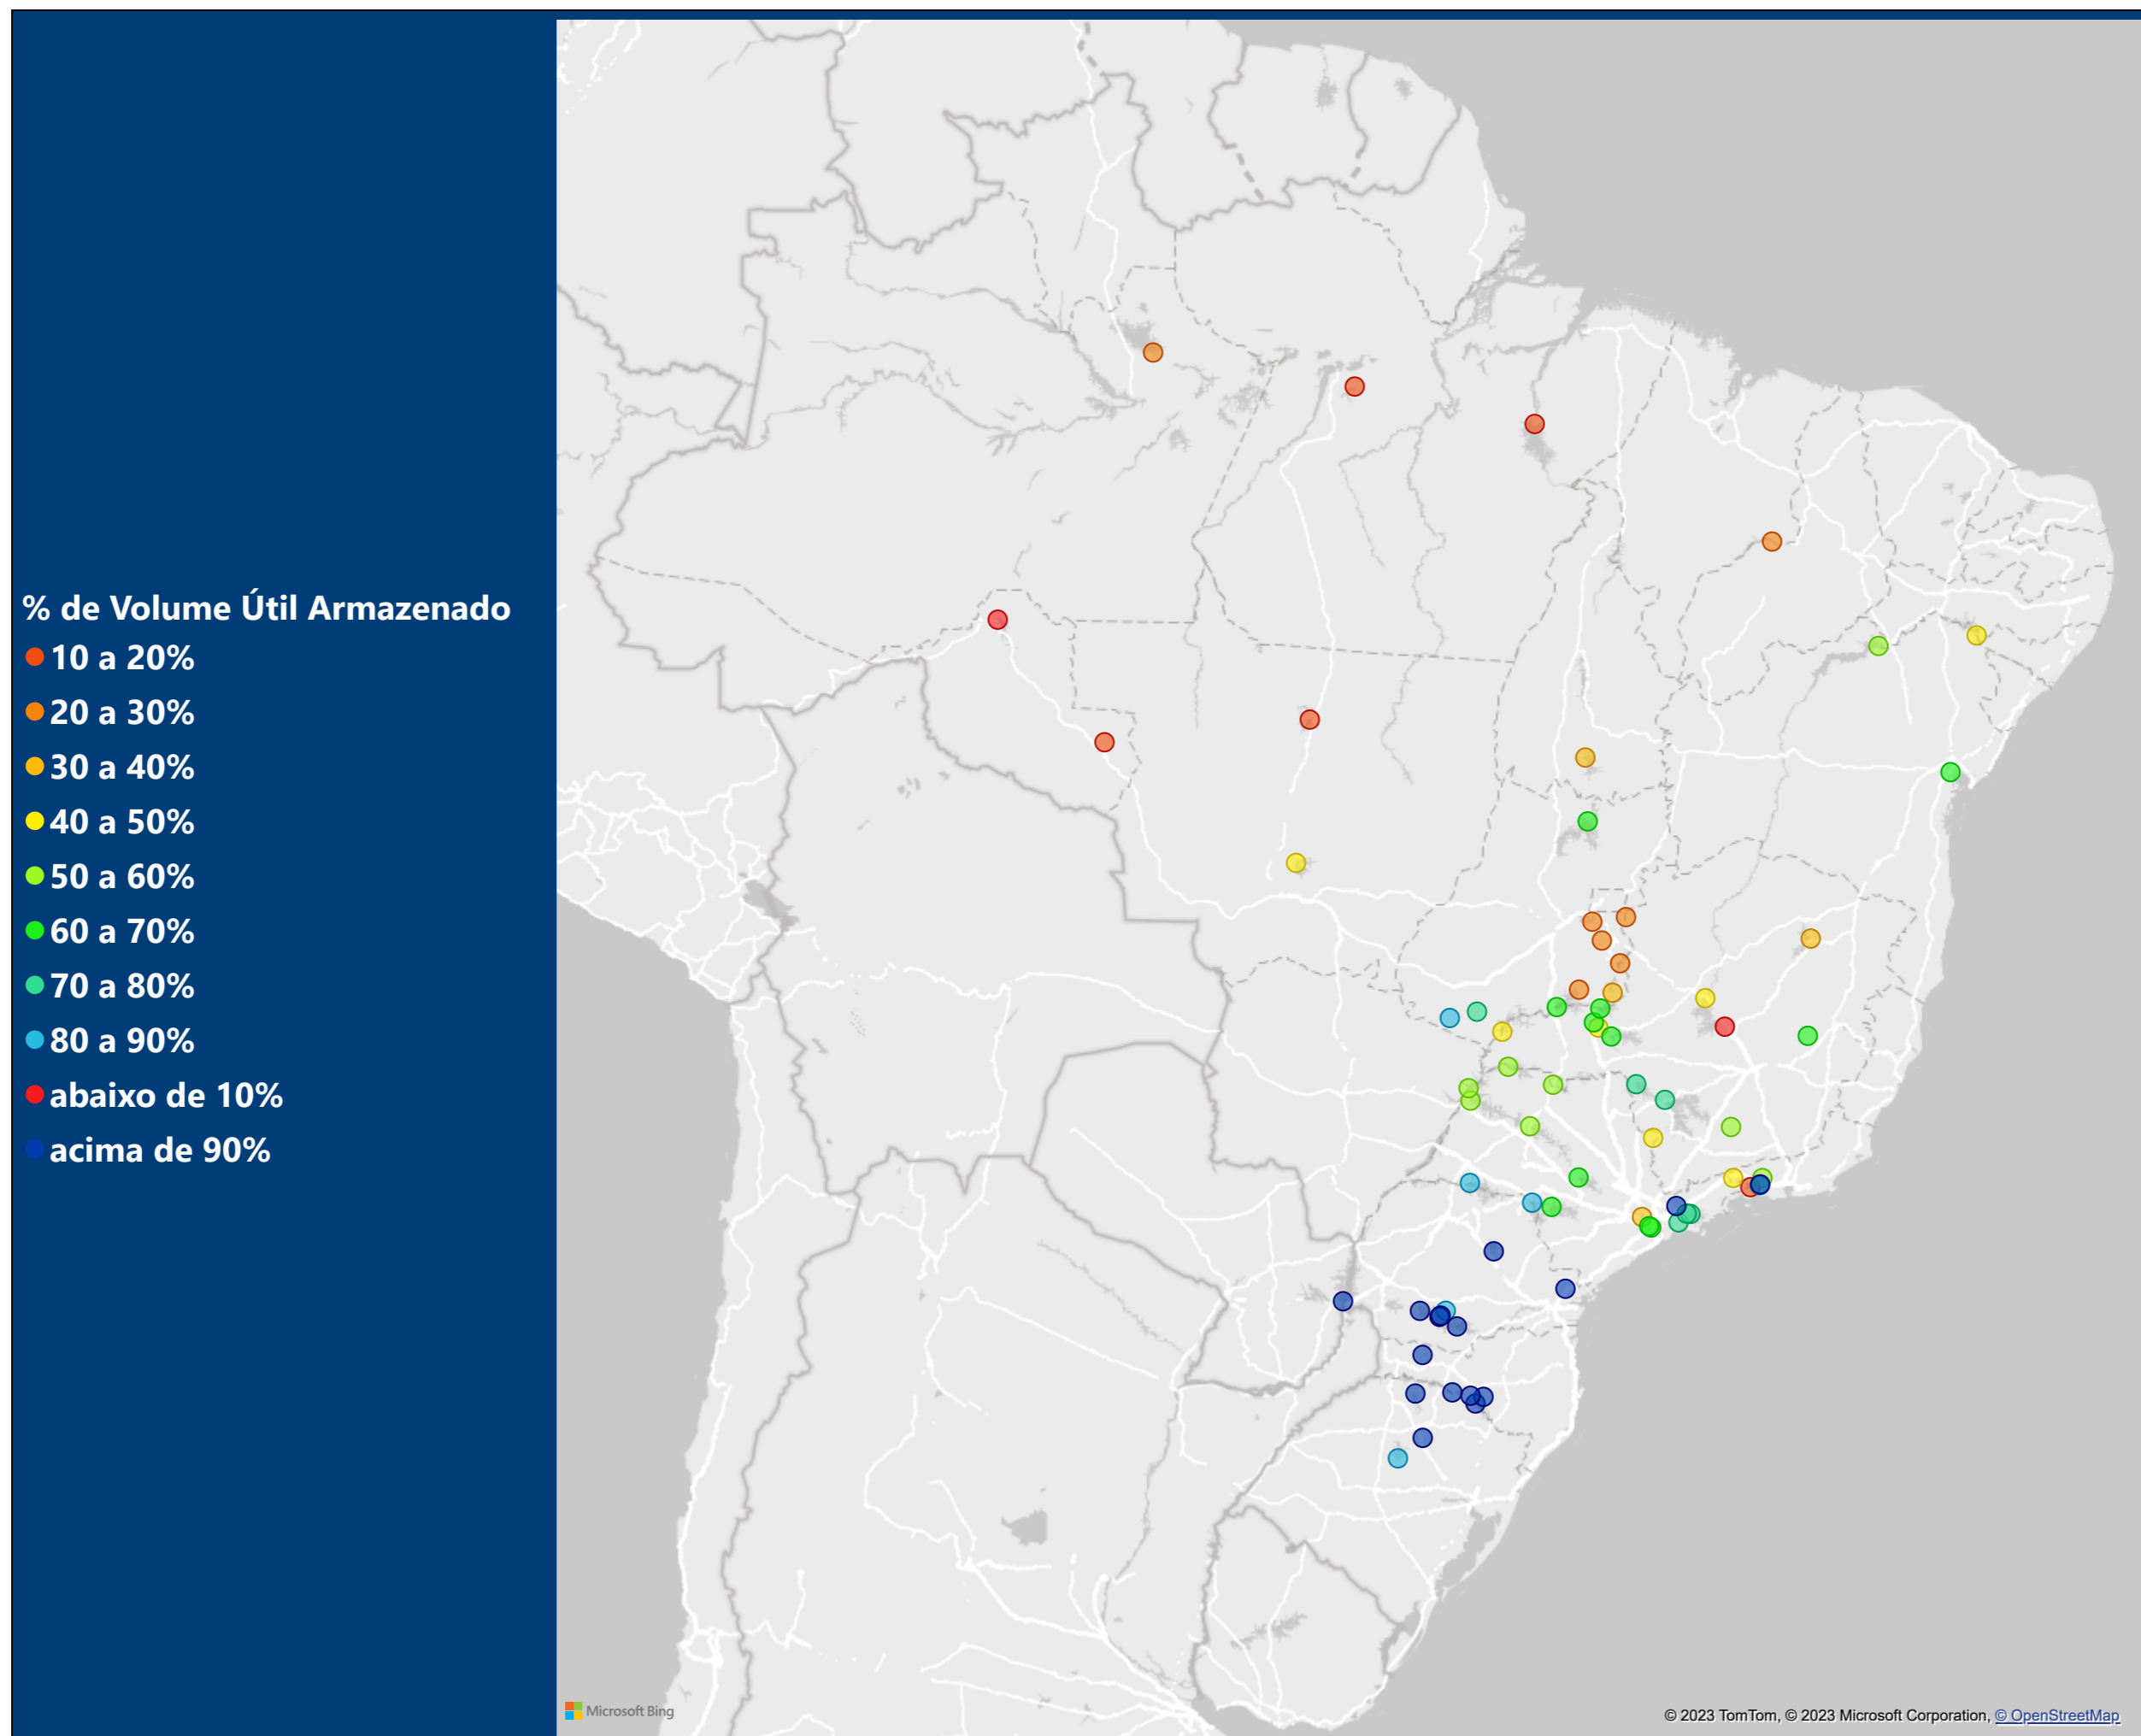 % de Volume Útil Armazenado
10 a 20%
20 a 30%
30 a 40%
40 a 50%
50 a 60%
60 a 70%
70 a 80%
80 a 90%
abaixo de 10%
acima de 90%
Microsoft Bing
© 2023 TomTom, © 2023 Microsoft Corporation, © OpenStreetMap